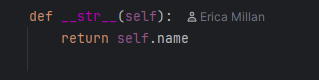 def __str__(self): Erica Millan
    return self.name